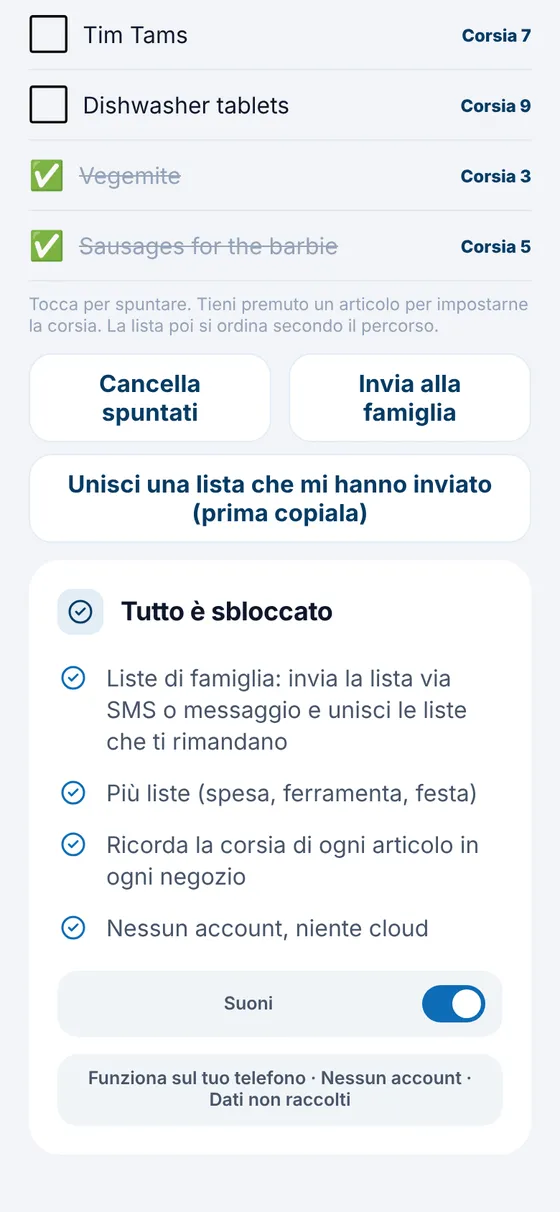 Tim Tams Corsia 7
Dishwasher tablets Corsia 9
Vegemite Corsia 3
Sausages for the barbie Corsia 5
Tocca per spuntare. Tieni premuto un articolo per impostarne
la corsia. La lista poi si ordina secondo il percorso.
Cancella
spuntati
Invia alla
famiglia
Unisci una lista che mi hanno inviato
(prima copiala)
Tutto è sbloccato
Liste di famiglia: invia la lista via
SMS o messaggio e unisci le liste
che ti rimandano
Più liste (spesa, ferramenta, festa)
Ricorda la corsia di ogni articolo in
ogni negozio
Nessun account, niente cloud
Suoni
Funziona sul tuo telefono · Nessun account ·
Dati non raccolti